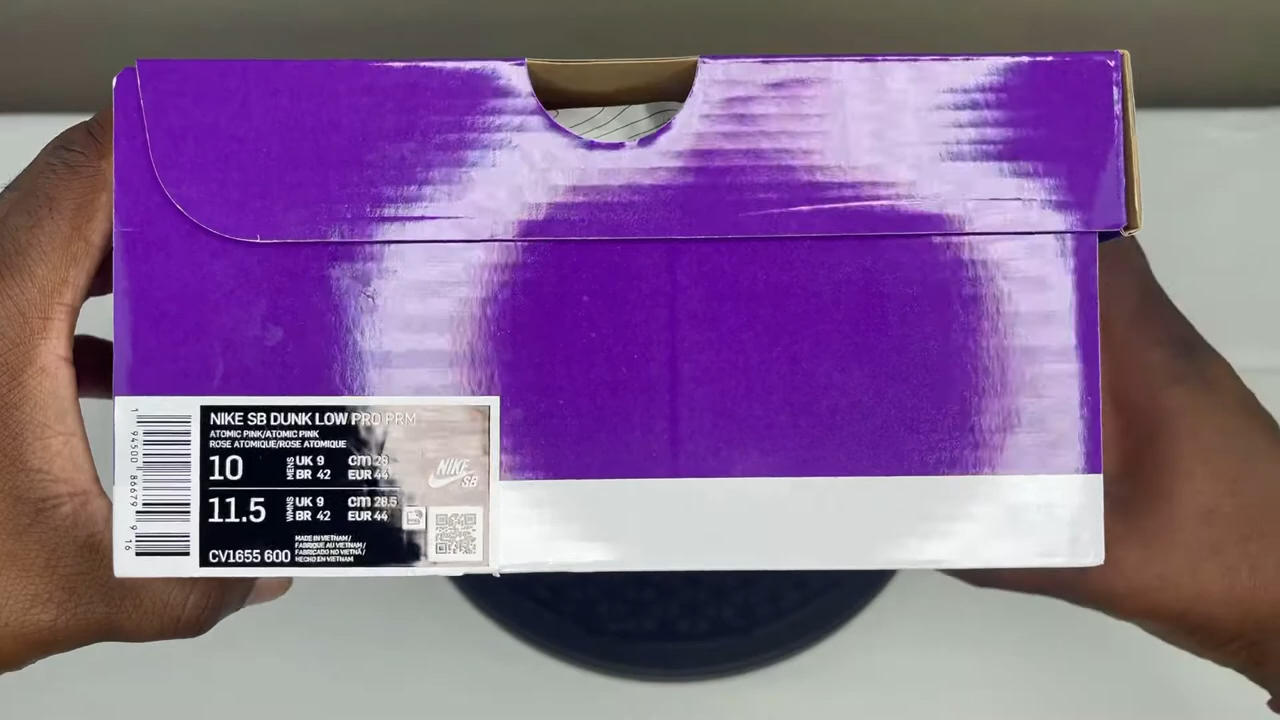 NIKE SB DUNK LOW PRO PRM
ATOMIC PINK/ATOMIC PINK
ROSE ATOMIQUE/ROSE ATOMIQUE
10 MENS UK 9 CM 28
BR 42 EUR 44
11.5 WMNS UK 9 CM 28.5
BR 42 EUR 44
CV1655 600
MADE IN VIETNAM /
FABRIQUE AU VIETNAM /
FABRICADO NO VIETNÃ /
HECHO EN VIETNAM
NIKE
SB
1 94500 86679 9 16